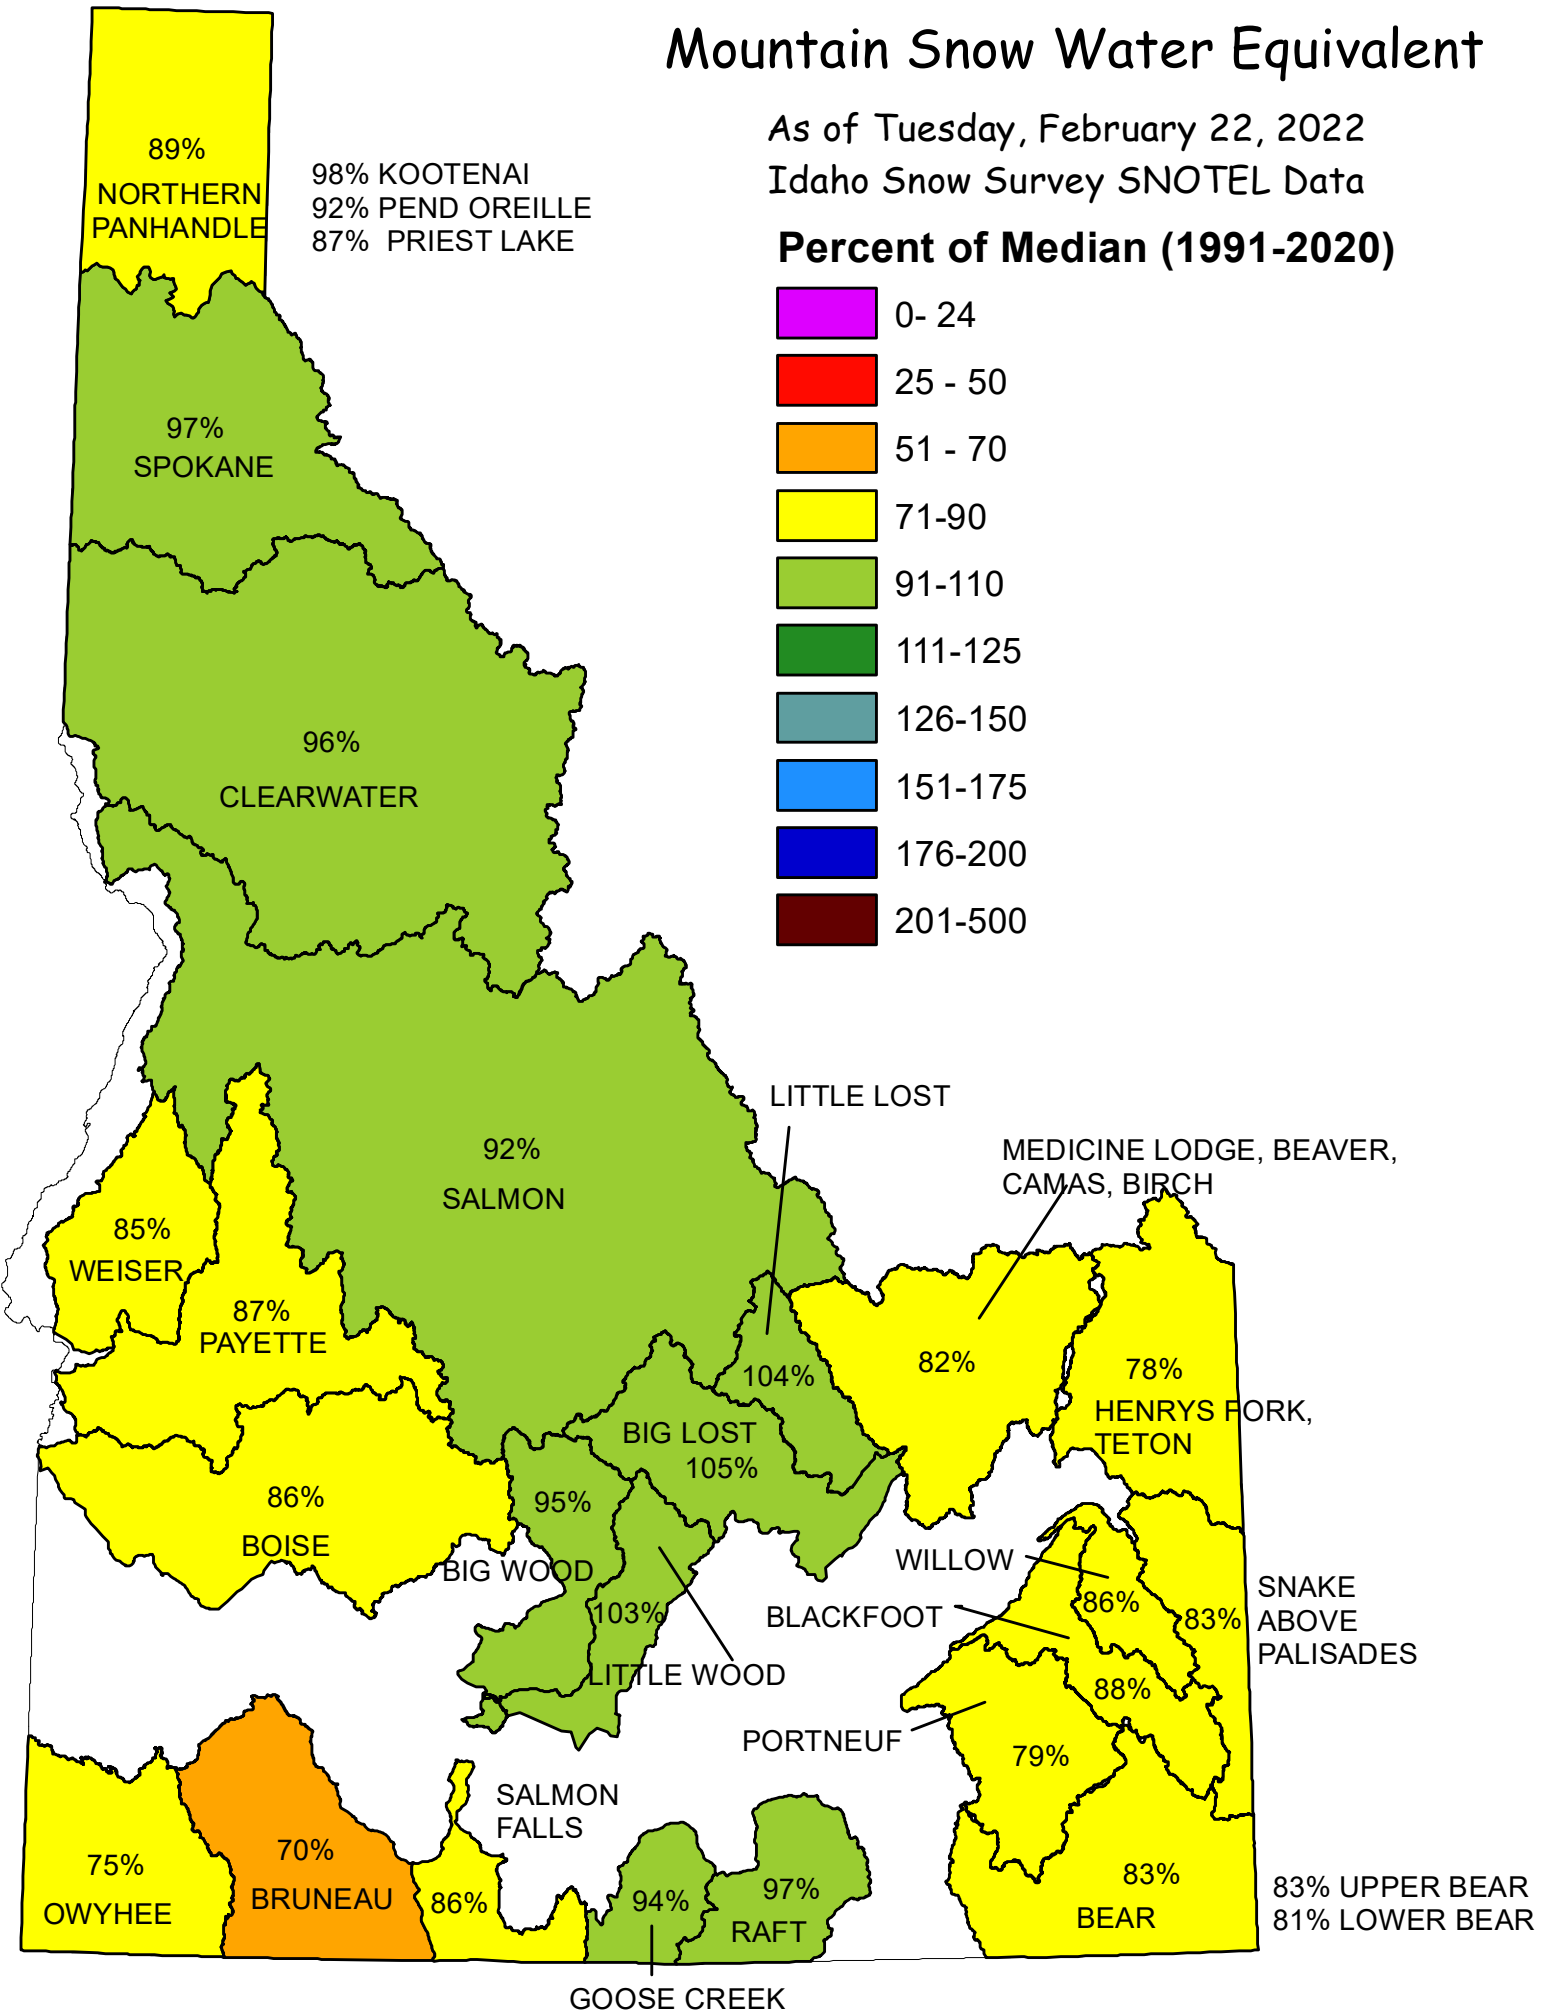 Mountain Snow Water Equivalent
As of Tuesday, February 22, 2022
Idaho Snow Survey SNOTEL Data
Percent of Median (1991-2020)
0- 24
25 - 50
51 - 70
71-90
91-110
111-125
126-150
151-175
176-200
201-500
89%
NORTHERN
PANHANDLE
98% KOOTENAI
92% PEND OREILLE
87% PRIEST LAKE
97%
SPOKANE
96%
CLEARWATER
92%
SALMON
LITTLE LOST
104%
MEDICINE LODGE, BEAVER,
CAMAS, BIRCH
82%
78%
HENRYS FORK,
TETON
85%
WEISER
87%
PAYETTE
BIG LOST
105%
86%
BOISE
95%
BIG WOOD
103%
LITTLE WOOD
WILLOW
86%
BLACKFOOT
88%
83%
SNAKE
ABOVE
PALISADES
PORTNEUF
79%
75%
OWYHEE
70%
BRUNEAU
SALMON
FALLS
86%
94%
GOOSE CREEK
97%
RAFT
83%
BEAR
83% UPPER BEAR
81% LOWER BEAR